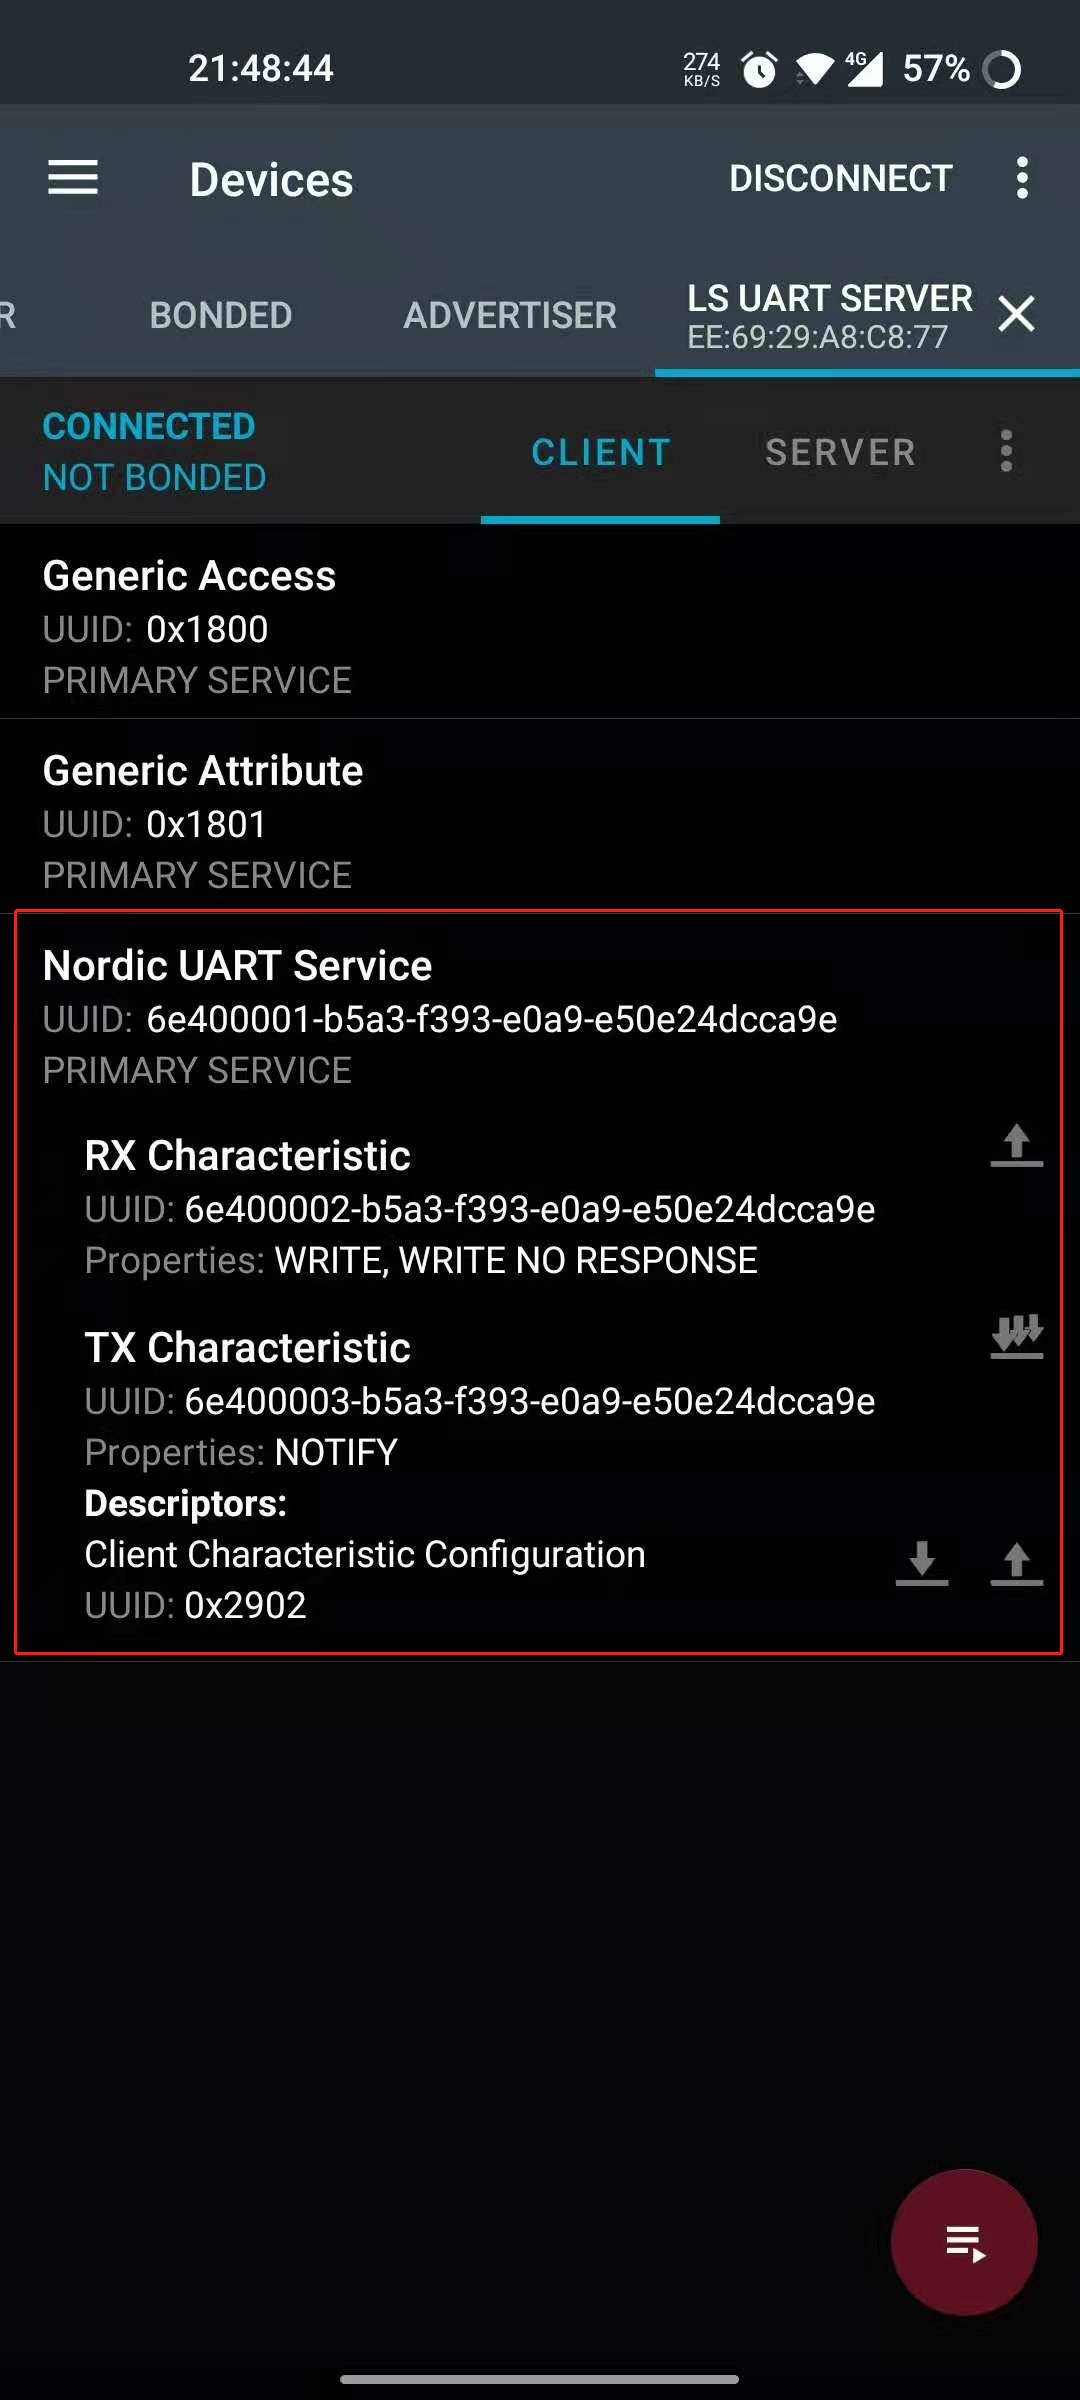 21:48:44
274
KB/S
4G
57%
Devices
DISCONNECT
R
BONDED
ADVERTISER
LS UART SERVER
EE:69:29:A8:C8:77
CONNECTED
NOT BONDED
CLIENT
SERVER
Generic Access
UUID: 0x1800
PRIMARY SERVICE
Generic Attribute
UUID: 0x1801
PRIMARY SERVICE
Nordic UART Service
UUID: 6e400001-b5a3-f393-e0a9-e50e24dcca9e
PRIMARY SERVICE
RX Characteristic
UUID: 6e400002-b5a3-f393-e0a9-e50e24dcca9e
Properties: WRITE, WRITE NO RESPONSE
TX Characteristic
UUID: 6e400003-b5a3-f393-e0a9-e50e24dcca9e
Properties: NOTIFY
Descriptors:
Client Characteristic Configuration
UUID: 0x2902